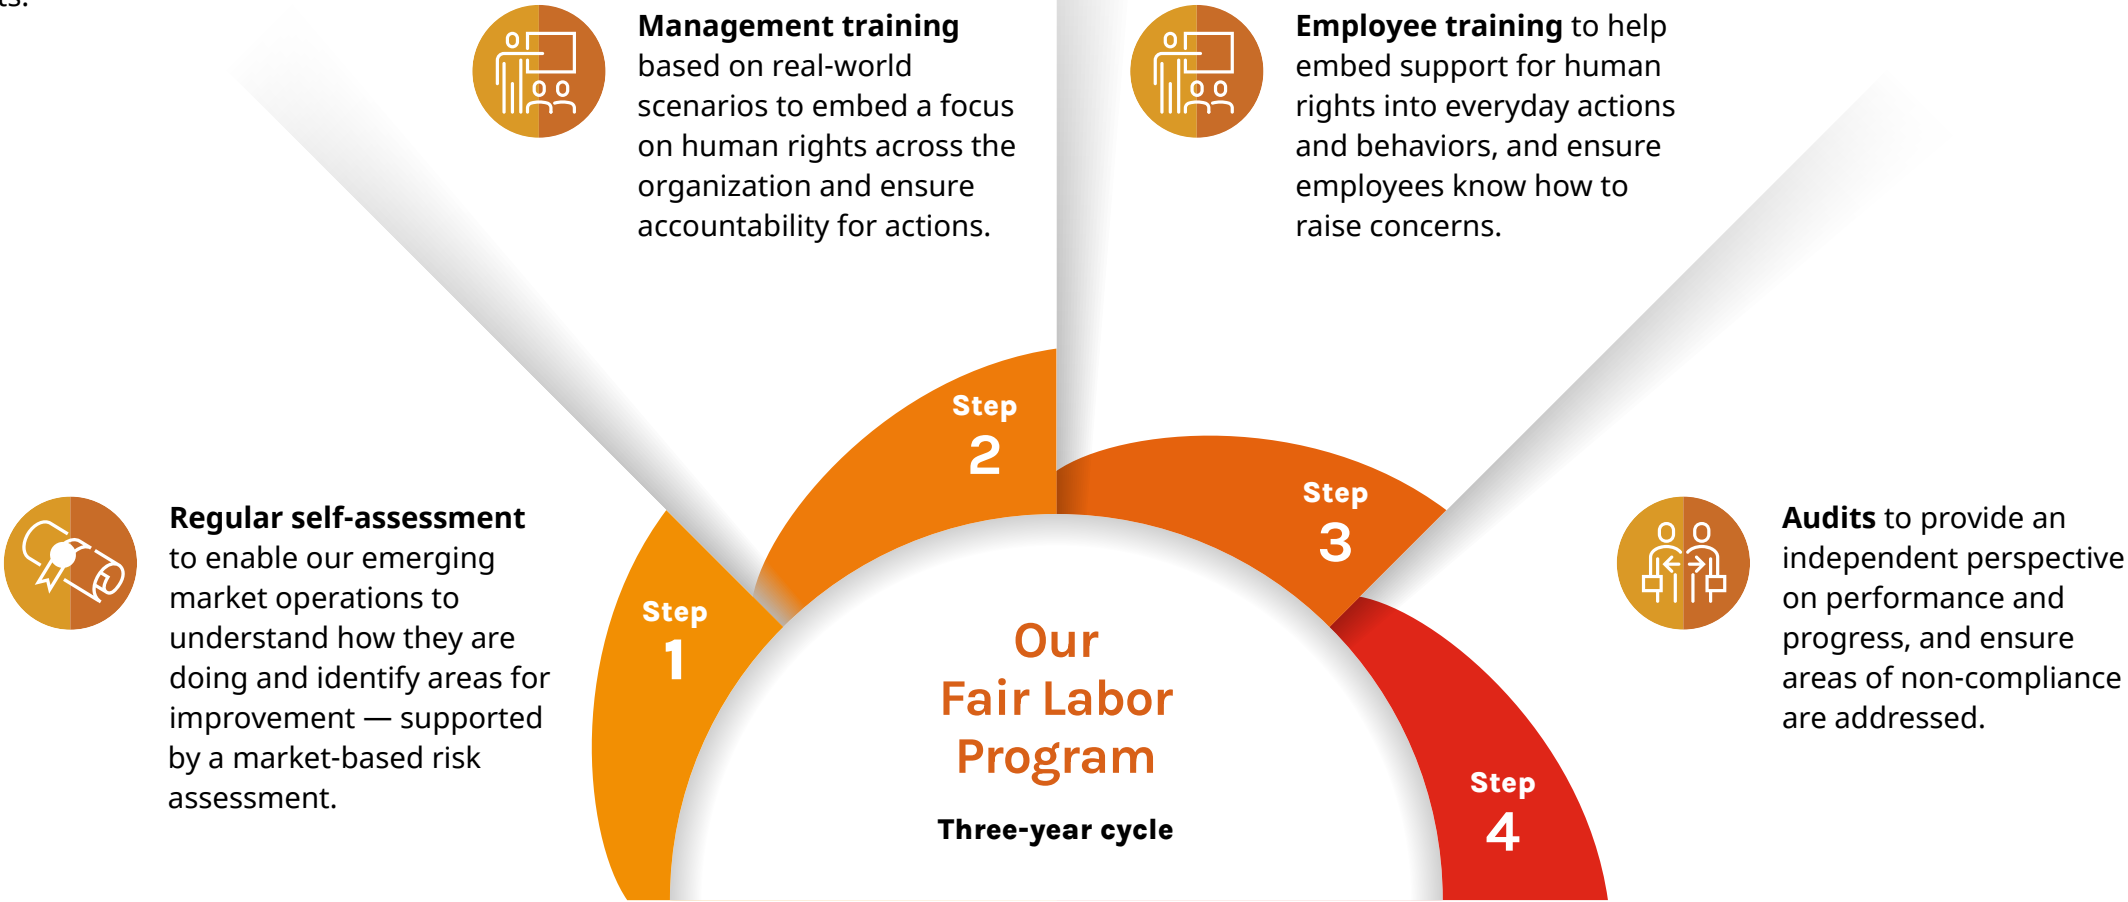 ts.
Management training
based on real-world
scenarios to embed a focus
on human rights across the
organization and ensure
accountability for actions.
Employee training to help
embed support for human
rights into everyday actions
and behaviors, and ensure
employees know how to
raise concerns.
Regular self-assessment
to enable our emerging
market operations to
understand how they are
doing and identify areas for
improvement — supported
by a market-based risk
assessment.
Step
1
Step
2
Step
3
Step
4
Our
Fair Labor
Program
Three-year cycle
Audits to provide an
independent perspective
on performance and
progress, and ensure
areas of non-compliance
are addressed.